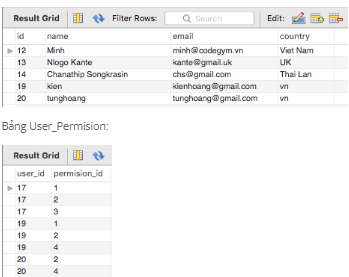 Result Grid Filter Rows: Search Edit:
id name email country
12 Minh minh@codegym.vn Viet Nam
13 Nlogo Kante kante@gmail.uk UK
14 Chanathip Songkrasin chs@gmail.com Thai Lan
19 kien kienhoang@gmail.com vn
20 tunghoang tunghoang@gmail.com vn
Bảng User_Permision:
Result Grid
user_id permision_id
17 1
17 2
17 3
19 1
19 2
19 4
20 2
20 4